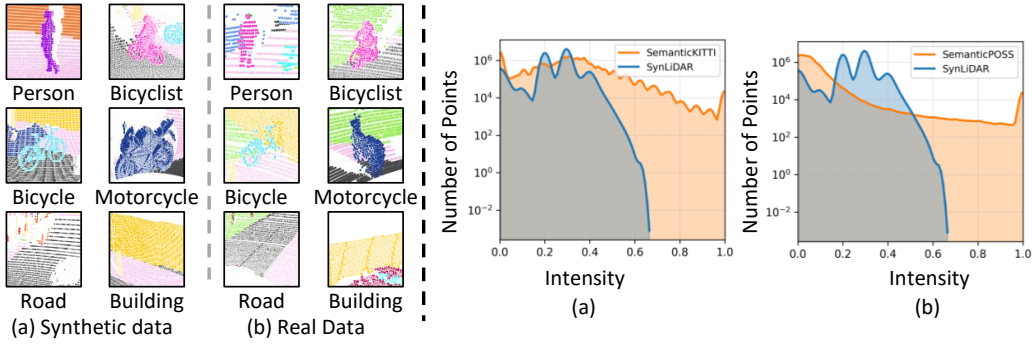 Person
Bicyclist
Person
Bicyclist
Bicycle
Motorcycle
Bicycle
Motorcycle
Road
Building
Road
Building
(a) Synthetic data
(b) Real Data
Number of Points
10^6
10^4
10^2
10^0
10^−2
SemanticKITTI
SynLiDAR
0.0 0.2 0.4 0.6 0.8 1.0
Intensity
(a)
Number of Points
10^6
10^4
10^2
10^0
10^−2
SemanticPOSS
SynLiDAR
0.0 0.2 0.4 0.6 0.8 1.0
Intensity
(b)